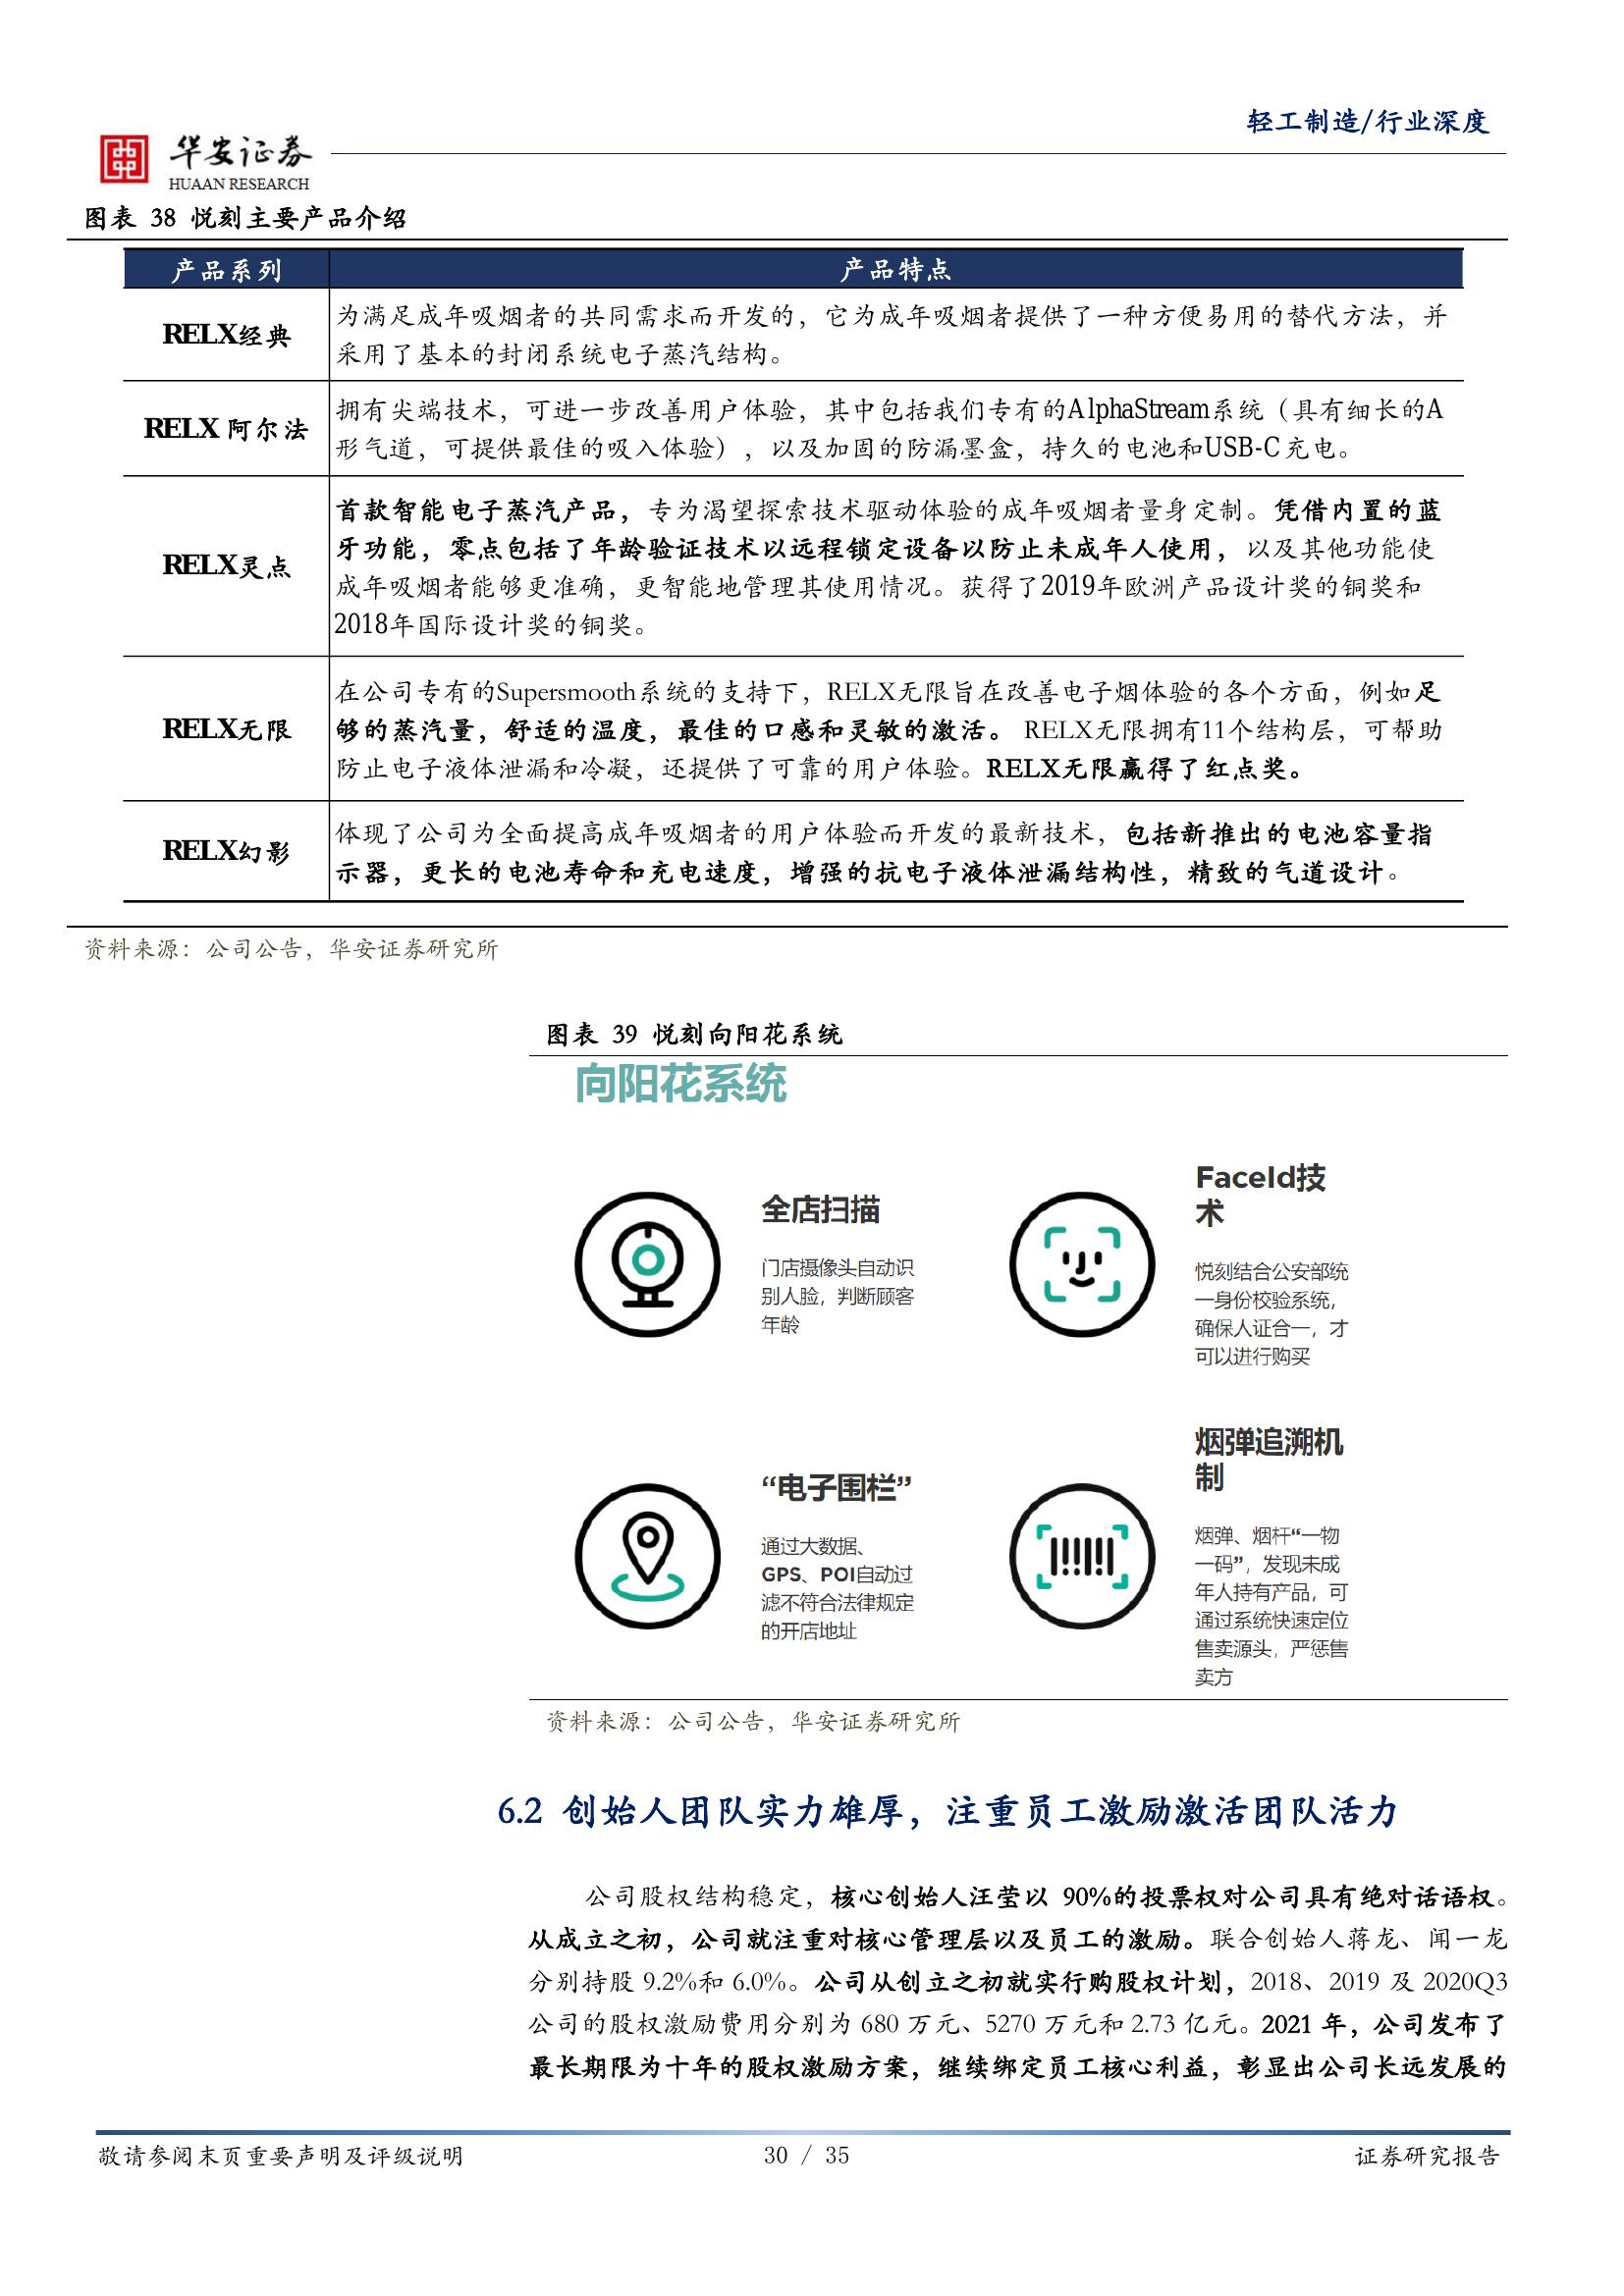 轻工制造/行业深度
华安证券
HUAAN RESEARCH
图表 38 悦刻主要产品介绍
产品系列 产品特点
RELX经典
为满足成年吸烟者的共同需求而开发的，它为成年吸烟者提供了一种方便易用的替代方法，并
采用了基本的封闭系统电子蒸汽结构。
RELX 阿尔法
拥有尖端技术，可进一步改善用户体验，其中包括我们专有的AlphaStream系统（具有细长的A
形气道，可提供最佳的吸入体验），以及加固的防漏墨盒，持久的电池和USB-C充电。
RELX灵点
首款智能电子蒸汽产品，专为渴望探索技术驱动体验的成年吸烟者量身定制。凭借内置的蓝
牙功能，零点包括了年龄验证技术以远程锁定设备以防止未成年人使用，以及其他功能使
成年吸烟者能够更准确，更智能地管理其使用情况。获得了2019年欧洲产品设计奖的铜奖和
2018年国际设计奖的铜奖。
RELX无限
在公司专有的Supersmooth系统的支持下，RELX无限旨在改善电子烟体验的各个方面，例如足
够的蒸汽量，舒适的温度，最佳的口感和灵敏的激活。 RELX无限拥有11个结构层，可帮助
防止电子液体泄漏和冷凝，还提供了可靠的用户体验。RELX无限赢得了红点奖。
RELX幻影
体现了公司为全面提高成年吸烟者的用户体验而开发的最新技术，包括新推出的电池容量指
示器，更长的电池寿命和充电速度，增强的抗电子液体泄漏结构性，精致的气道设计。
资料来源：公司公告，华安证券研究所
图表 39 悦刻向阳花系统
向阳花系统
全店扫描
门店摄像头自动识
别人脸，判断顾客
年龄
FaceId技
术
悦刻结合公安部统
一身份校验系统，
确保人证合一，才
可以进行购买
“电子围栏”
通过大数据、
GPS、POI自动过
滤不符合法律规定
的开店地址
烟弹追溯机
制
烟弹、烟杆“一物
一码”，发现未成
年人持有产品，可
通过系统快速定位
售卖源头，严惩售
卖方
资料来源：公司公告，华安证券研究所
6.2 创始人团队实力雄厚，注重员工激励激活团队活力
公司股权结构稳定，核心创始人汪莹以 90%的投票权对公司具有绝对话语权。
从成立之初，公司就注重对核心管理层以及员工的激励。联合创始人蒋龙、闻一龙
分别持股 9.2%和 6.0%。公司从创立之初就实行购股权计划，2018、2019 及 2020Q3
公司的股权激励费用分别为 680 万元、5270 万元和 2.73 亿元。2021 年，公司发布了
最长期限为十年的股权激励方案，继续绑定员工核心利益，彰显出公司长远发展的
敬请参阅末页重要声明及评级说明 30 / 35 证券研究报告